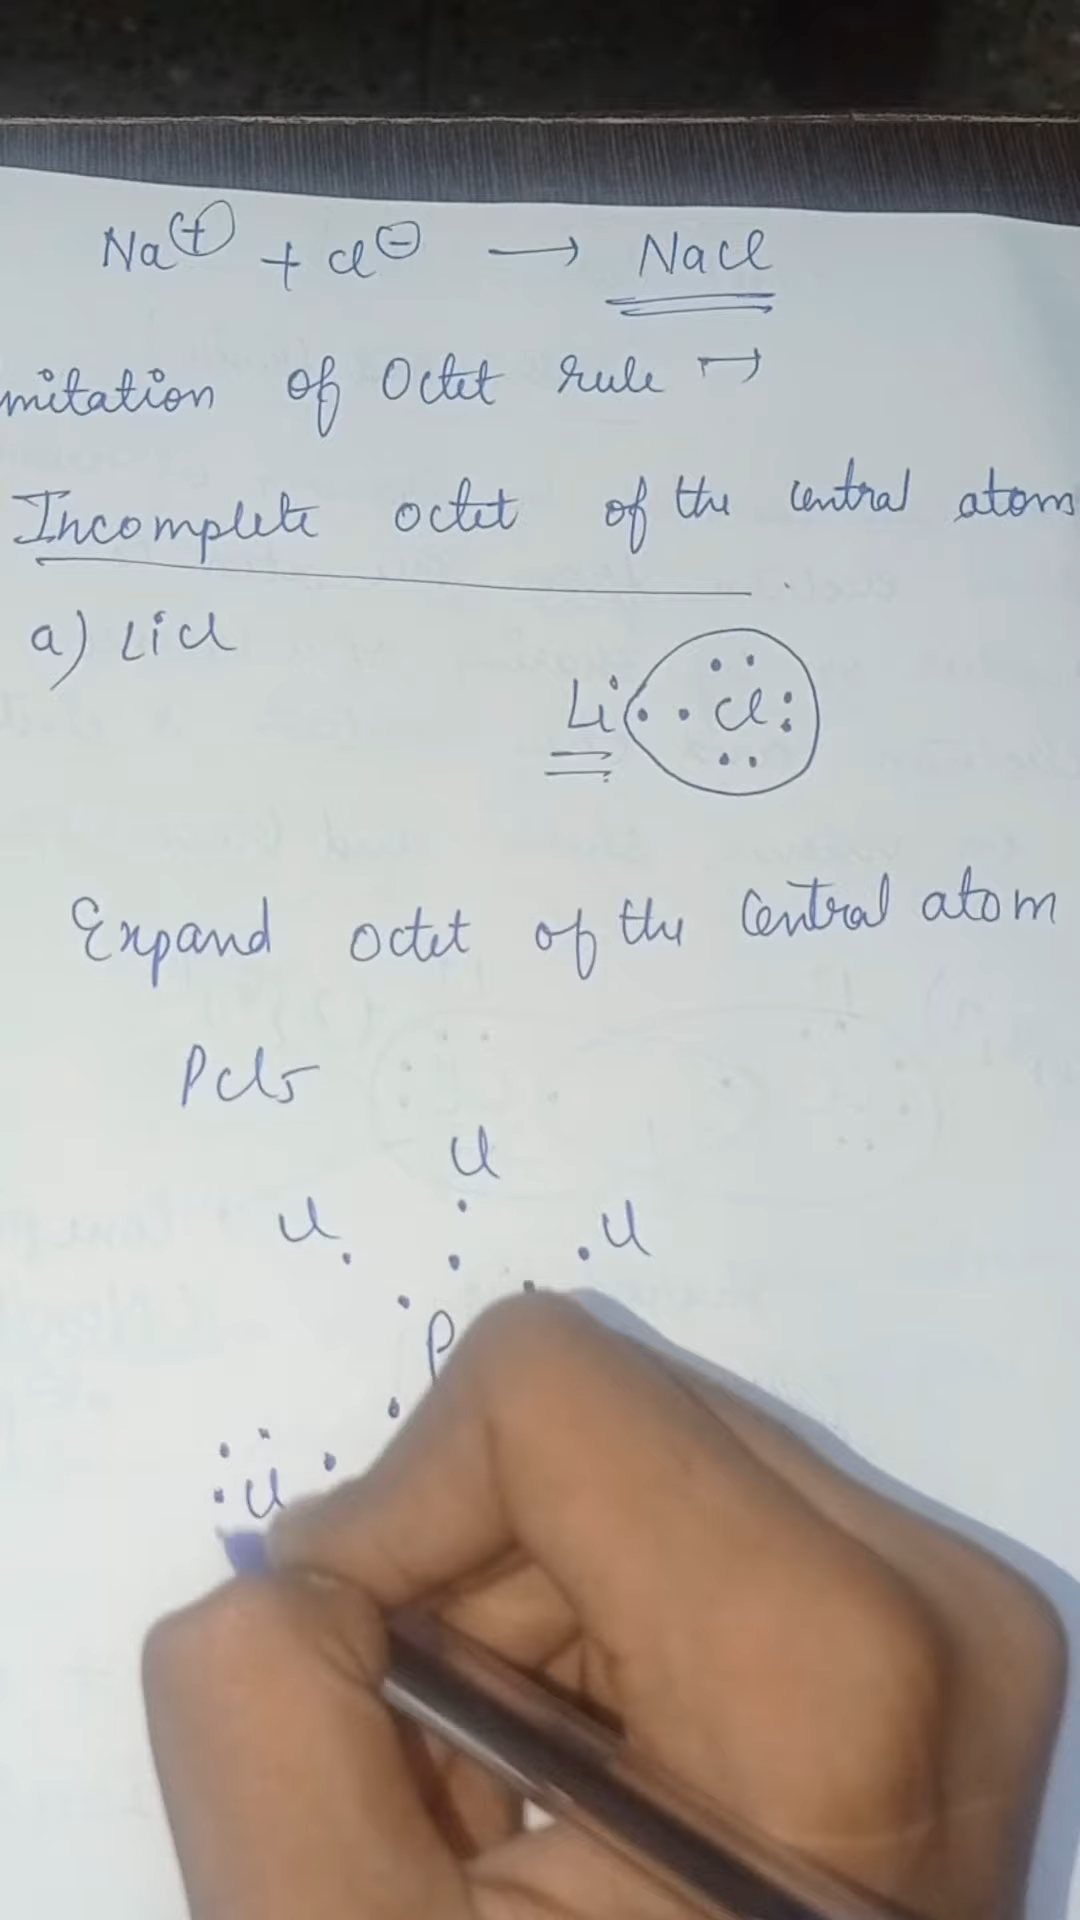 Na⊕ + Cl⊖ → NaCl
mitation of Octet rule →
Incomplete octet of the central atom
a) LiCl
Li : Cl :
Expand octet of the Central atom
PCl5
Cl
Cl Cl
P
Cl